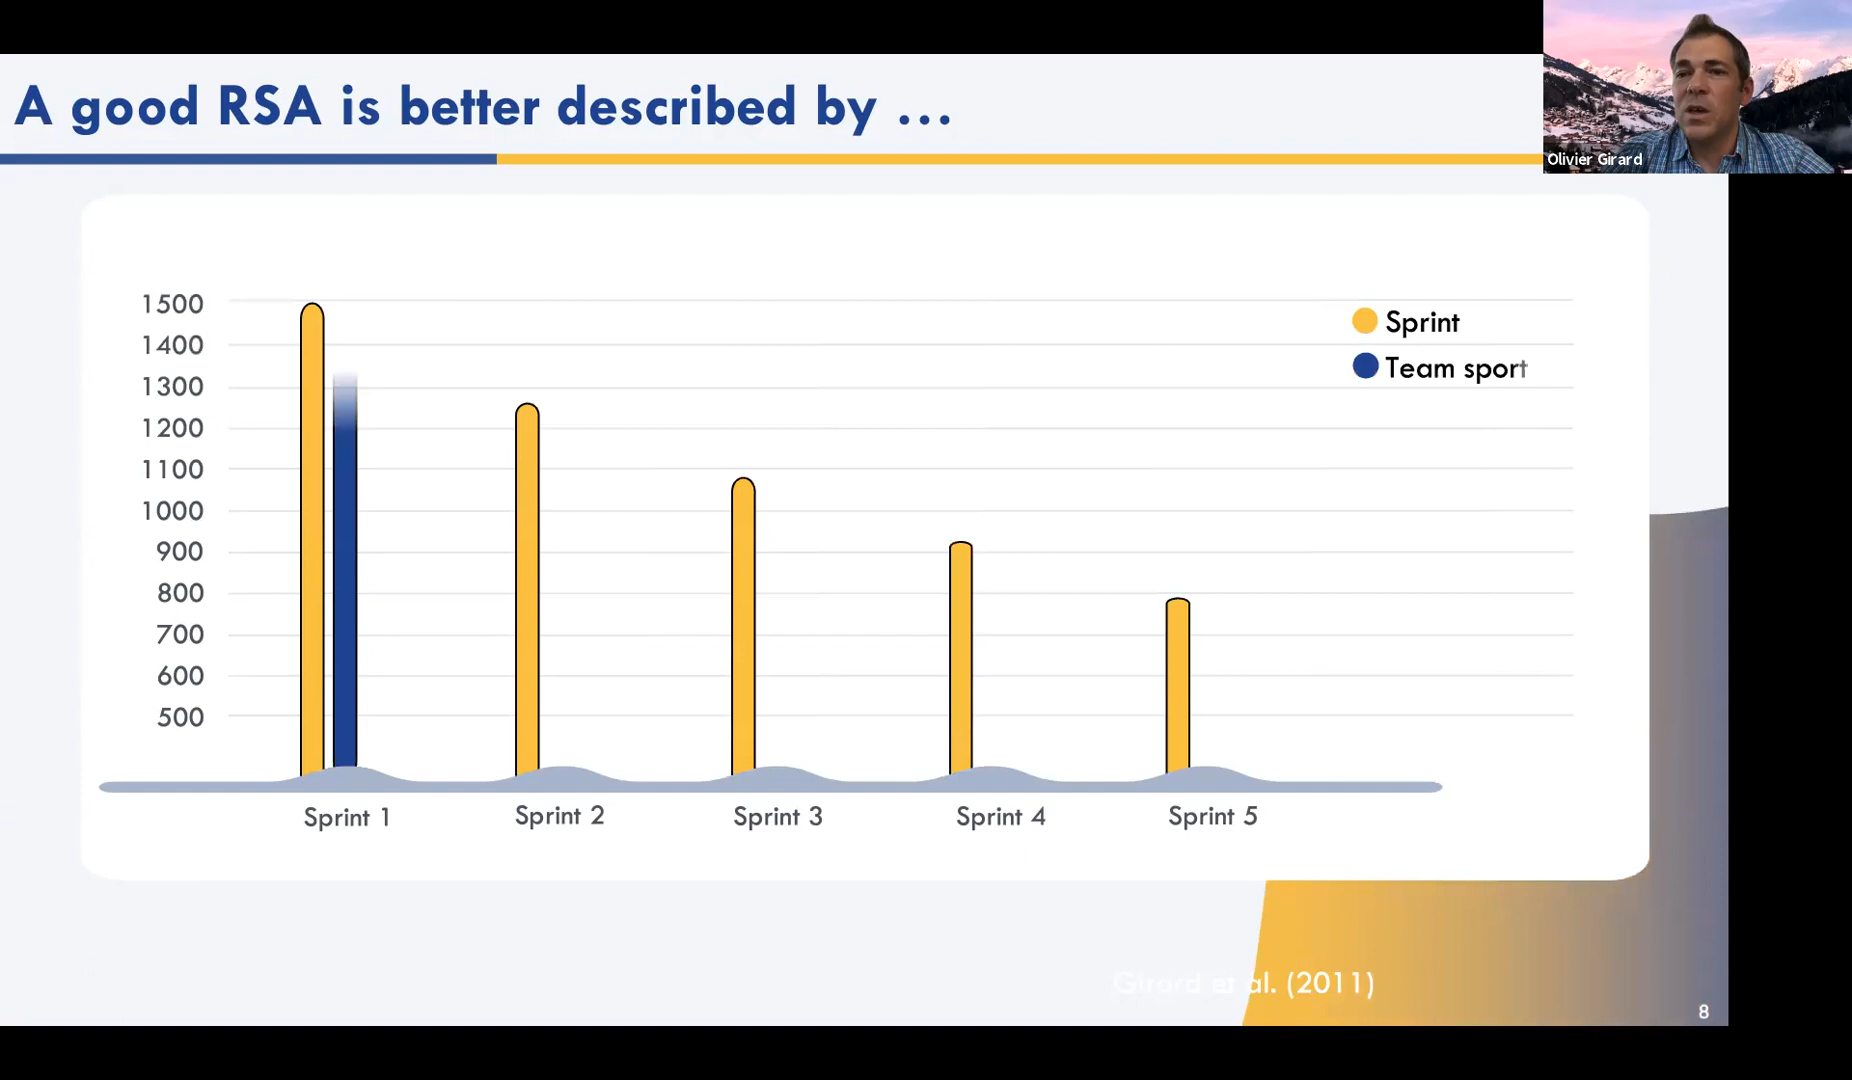 A good RSA is better described by ...
Olivier Girard
1500
1400
1300
1200
1100
1000
900
800
700
600
500
Sprint
Team sport
Sprint 1
Sprint 2
Sprint 3
Sprint 4
Sprint 5
Girard et al. (2011)
8